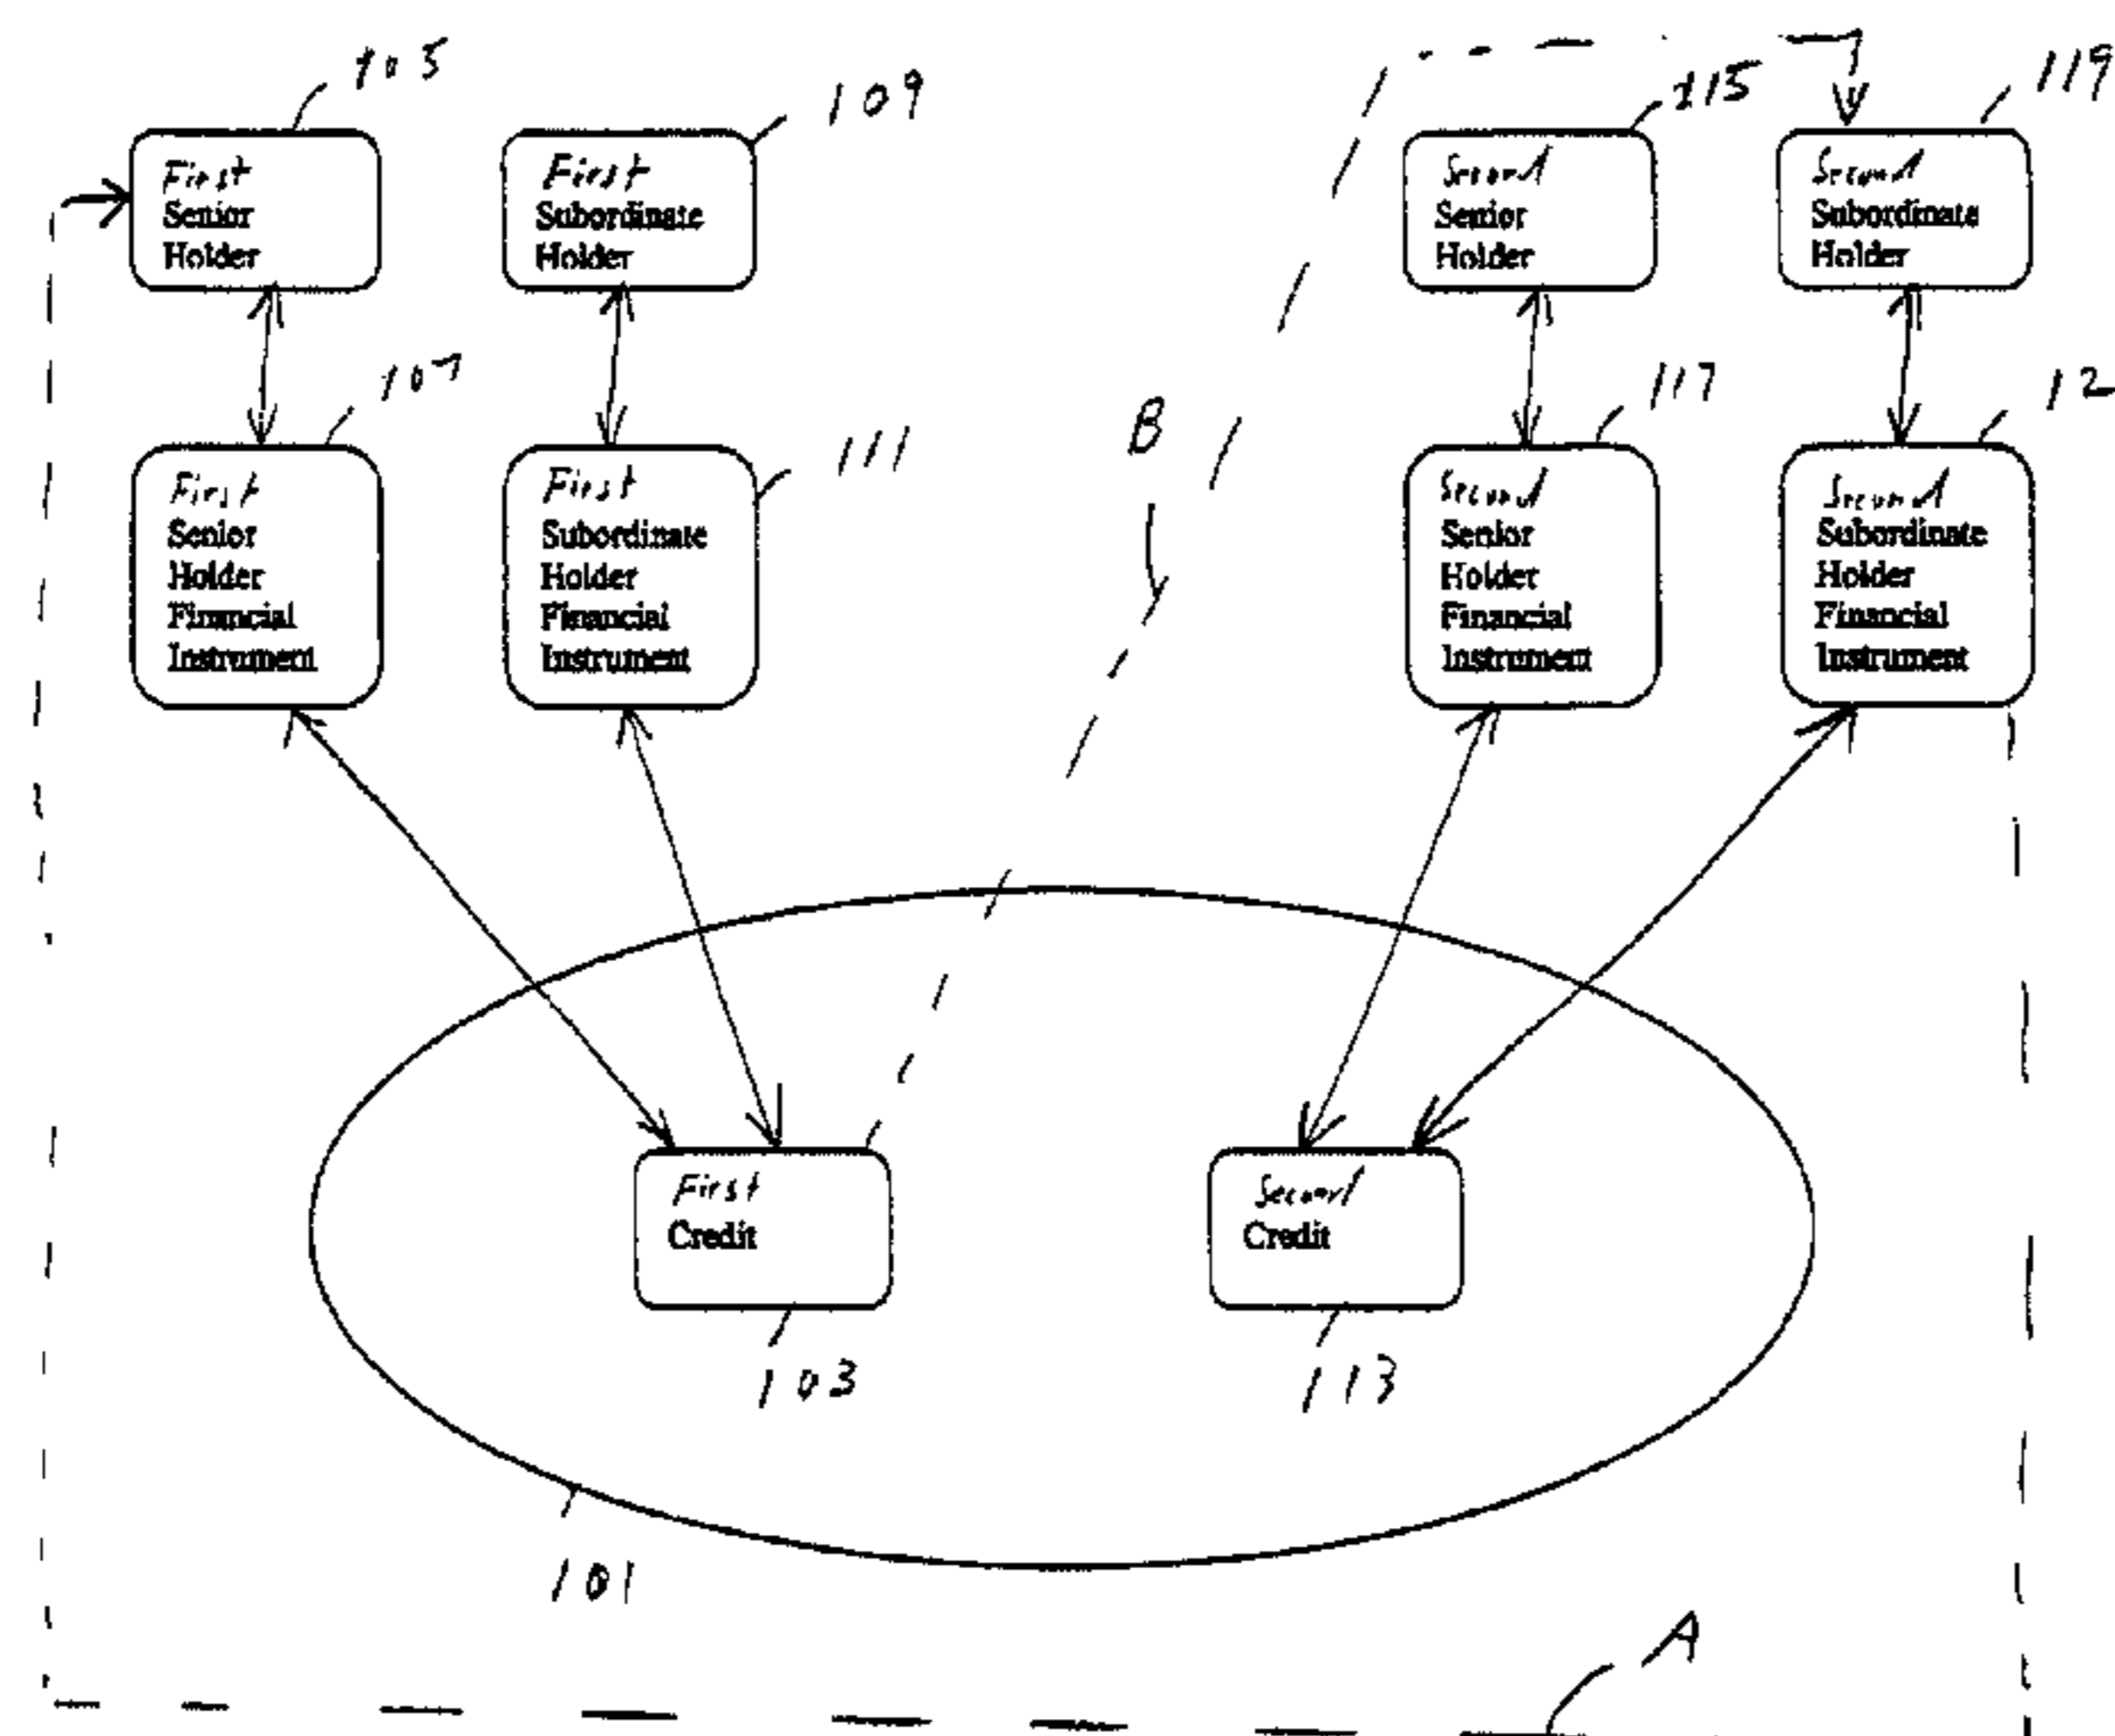 105
109
115
119
First
Senior
Holder
First
Subordinate
Holder
Second
Senior
Holder
Second
Subordinate
Holder
107
111
B
117
12
First
Senior
Holder
Financial
Instrument
First
Subordinate
Holder
Financial
Instrument
Second
Senior
Holder
Financial
Instrument
Second
Subordinate
Holder
Financial
Instrument
First
Credit
Second
Credit
103
113
101
A